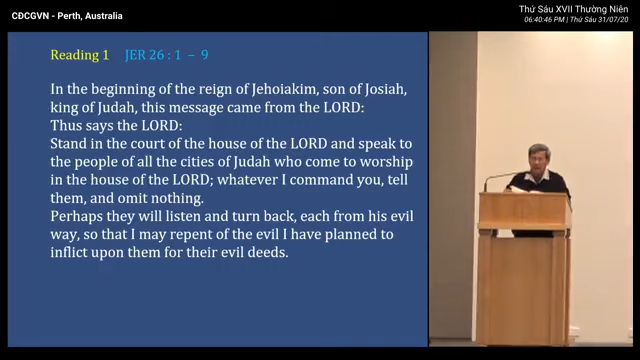 CĐCGVN - Perth, Australia
Thứ Sáu XVII Thường Niên
06:40:46 PM | Thứ Sáu 31/07/20
Reading 1 JER 26 : 1 – 9
In the beginning of the reign of Jehoiakim, son of Josiah,
king of Judah, this message came from the LORD:
Thus says the LORD:
Stand in the court of the house of the LORD and speak to
the people of all the cities of Judah who come to worship
in the house of the LORD; whatever I command you, tell
them, and omit nothing.
Perhaps they will listen and turn back, each from his evil
way, so that I may repent of the evil I have planned to
inflict upon them for their evil deeds.